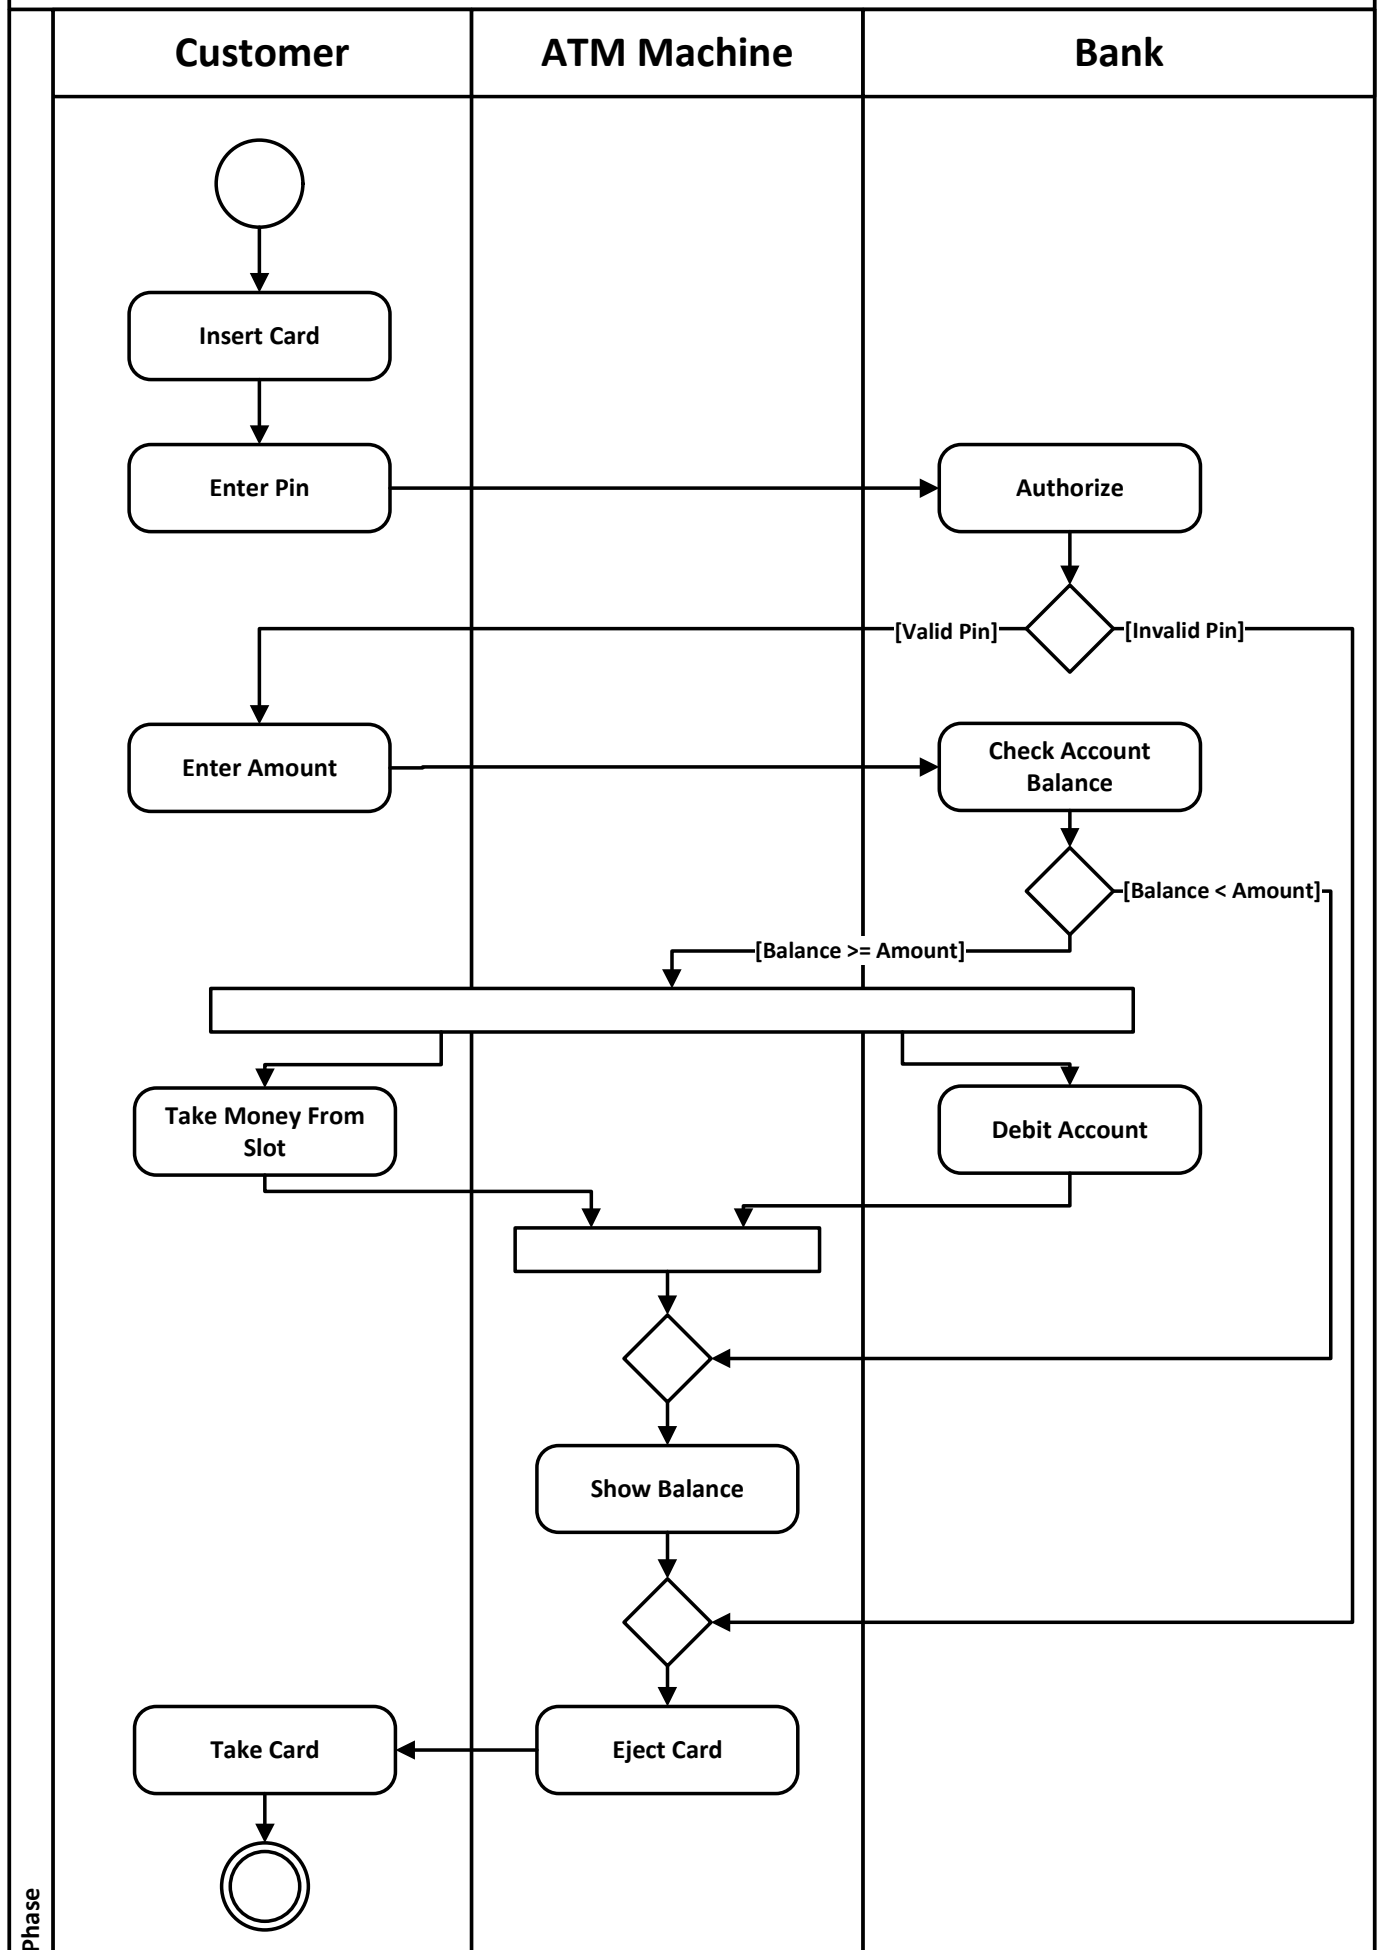 Customer
ATM Machine
Bank
Insert Card
Enter Pin
Authorize
[Valid Pin]
[Invalid Pin]
Enter Amount
Check Account
Balance
[Balance < Amount]
[Balance >= Amount]
Take Money From
Slot
Debit Account
Show Balance
Take Card
Eject Card
Phase